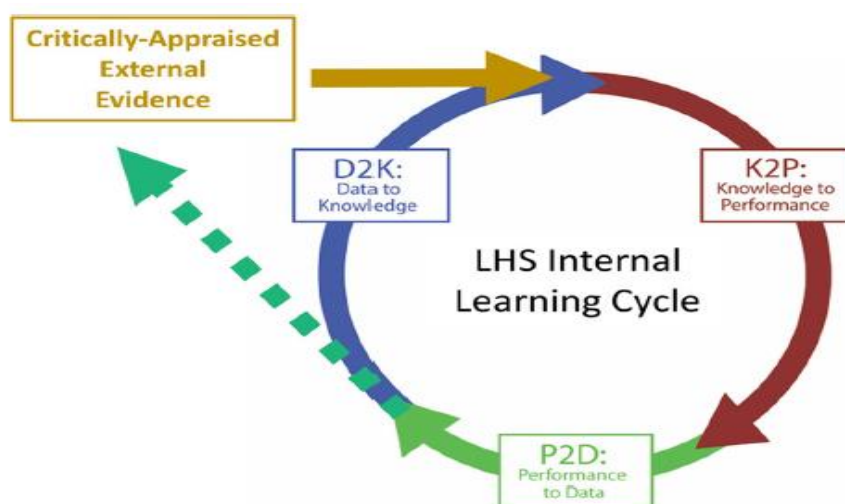 Critically-Appraised
External
Evidence
D2K:
Data to
Knowledge
K2P:
Knowledge to
Performance
LHS Internal
Learning Cycle
P2D:
Performance
to Data